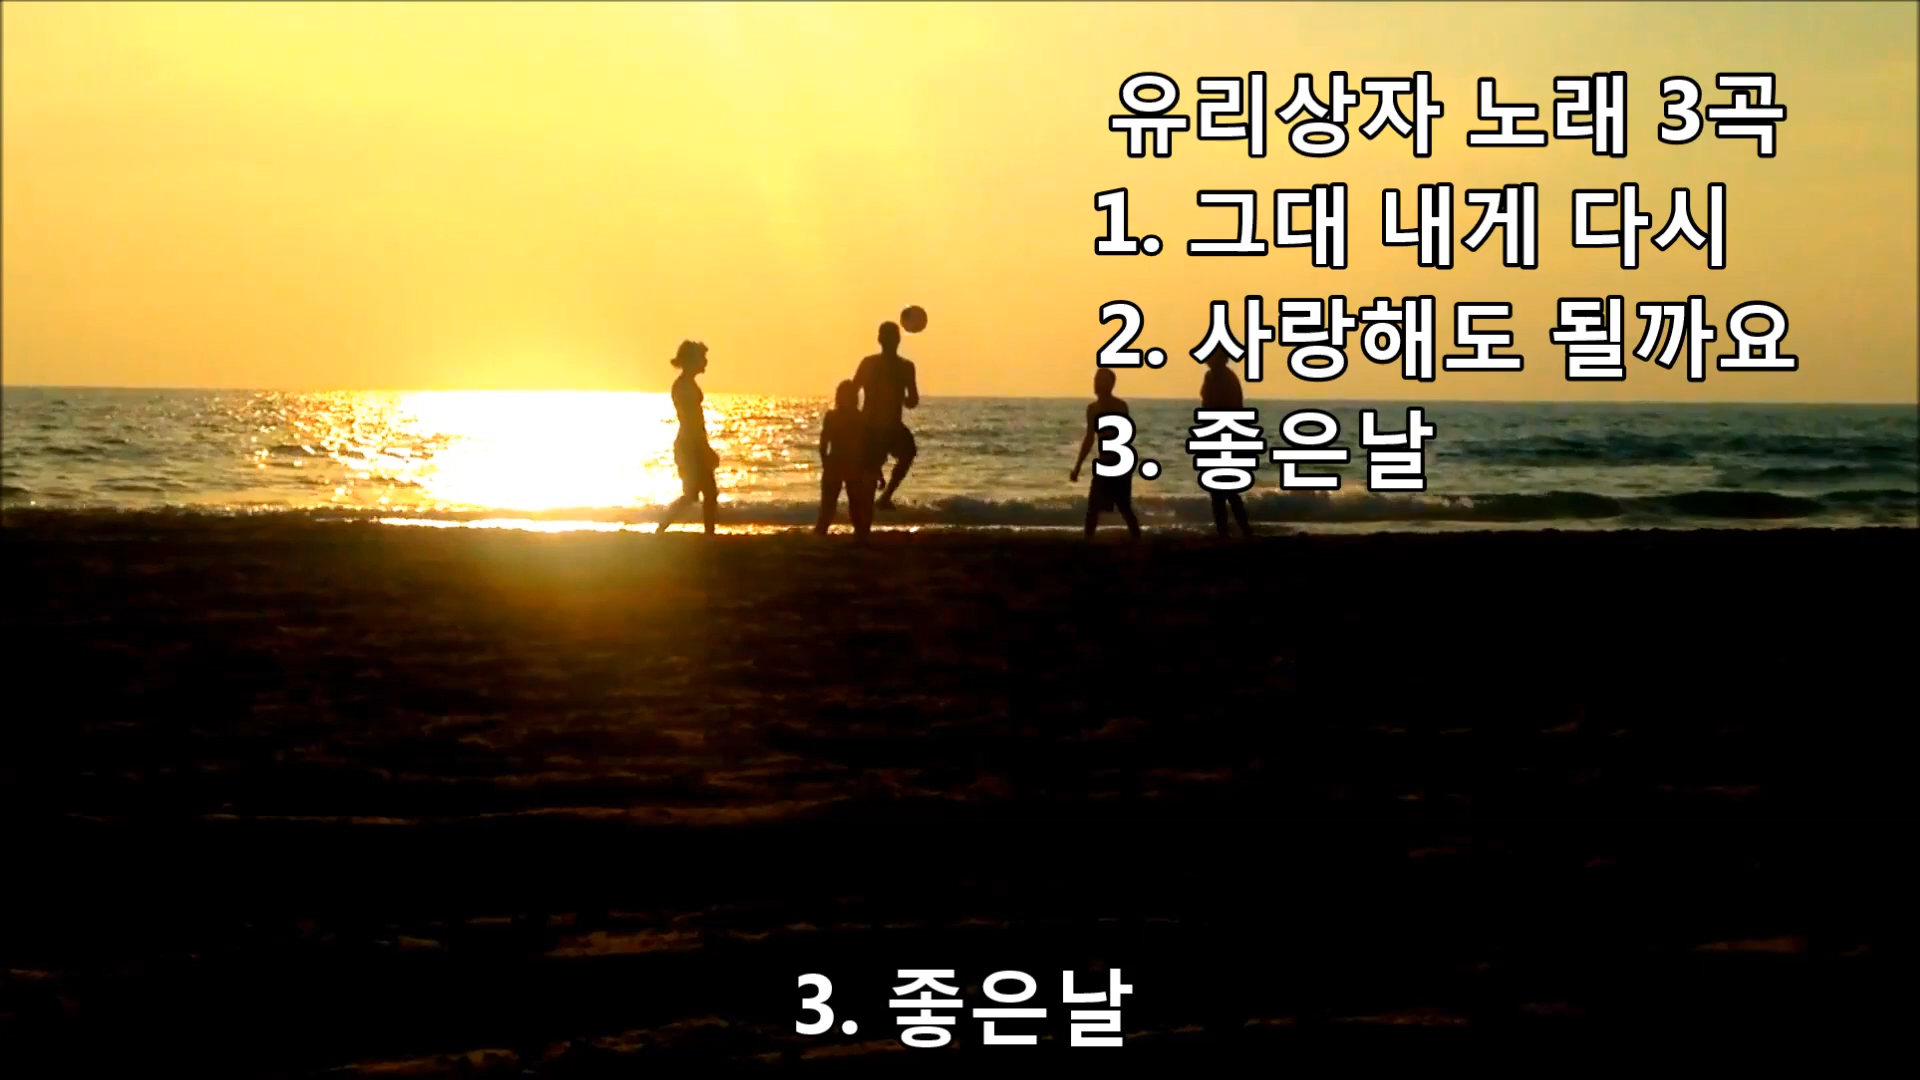 유리상자 노래 3곡
1. 그대 내게 다시
2. 사랑해도 될까요
3. 좋은날
3. 좋은날